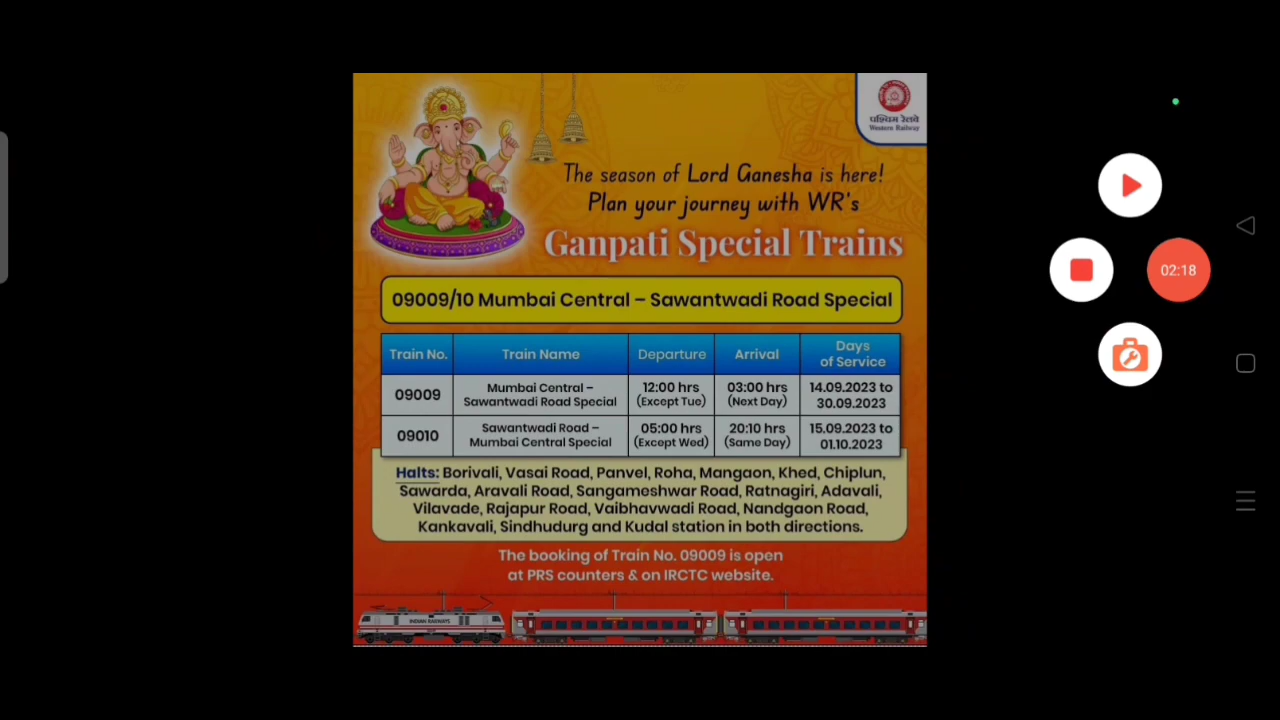 पश्चिम रेलवे
Western Railway
The season of Lord Ganesha is here!
Plan your journey with WR's
Ganpati Special Trains
09009/10 Mumbai Central – Sawantwadi Road Special
Train No. Train Name Departure Arrival Days of Service
09009 Mumbai Central – Sawantwadi Road Special 12:00 hrs (Except Tue) 03:00 hrs (Next Day) 14.09.2023 to 30.09.2023
09010 Sawantwadi Road – Mumbai Central Special 05:00 hrs (Except Wed) 20:10 hrs (Same Day) 15.09.2023 to 01.10.2023
Halts: Borivali, Vasai Road, Panvel, Roha, Mangaon, Khed, Chiplun,
Sawarda, Aravali Road, Sangameshwar Road, Ratnagiri, Adavali,
Vilavade, Rajapur Road, Vaibhavwadi Road, Nandgaon Road,
Kankavali, Sindhudurg and Kudal station in both directions.
The booking of Train No. 09009 is open
at PRS counters & on IRCTC website.
INDIAN RAILWAYS
02:18